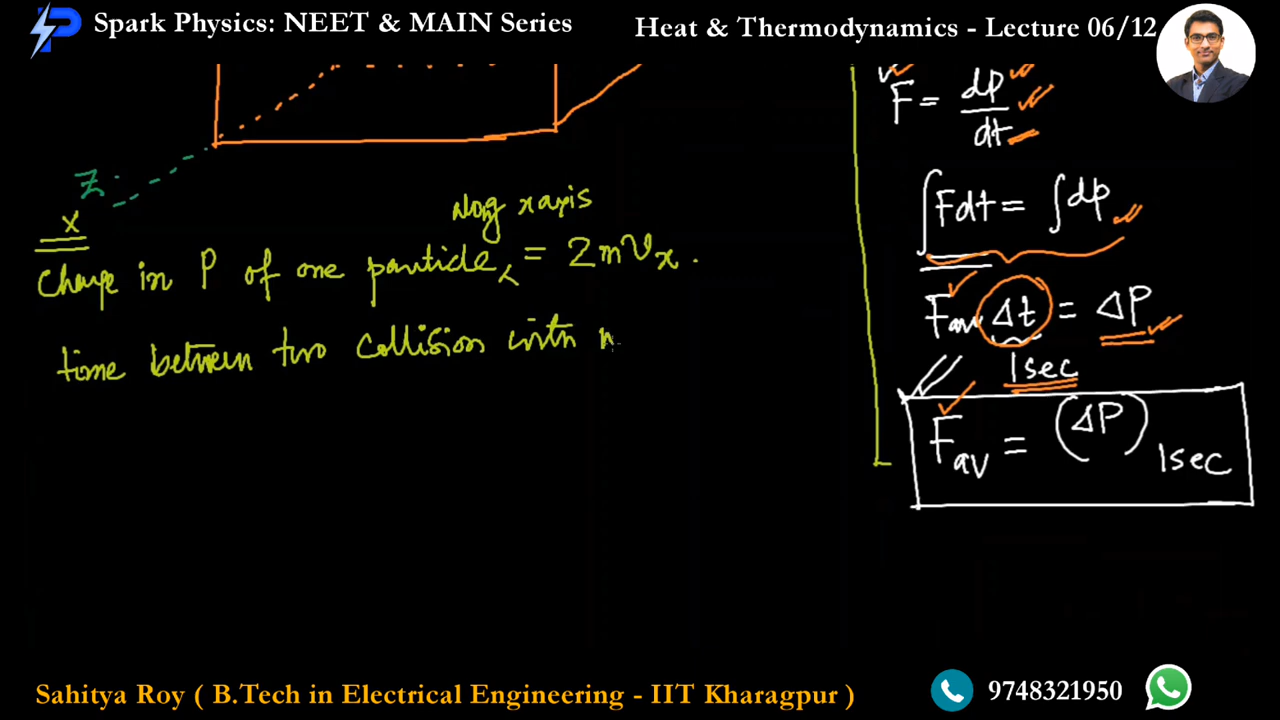 Spark Physics: NEET & MAIN Series
Heat & Thermodynamics - Lecture 06/12
Z
X
along x axis
Change in P of one particle = 2mvₓ.
time between two collision with
F = dp/dt
∫Fdt = ∫dp
Fav Δt = ΔP
1sec
Fav = (ΔP) 1sec
Sahitya Roy ( B.Tech in Electrical Engineering - IIT Kharagpur )
9748321950